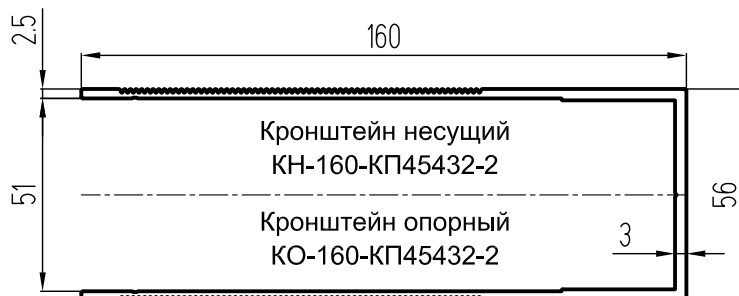 2.5
160
Кронштейн несущий
КН-160-КП45432-2
51
56
Кронштейн опорный
КО-160-КП45432-2
3